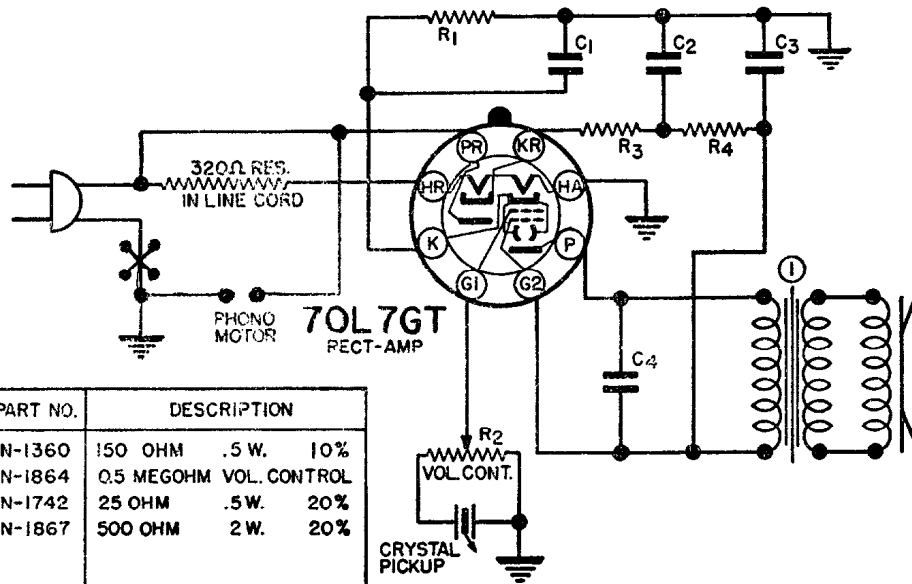 R1
C1
C2
C3
R3
R4
PR
KR
320Ω RES.
IN LINE CORD
HR
HA
K
P
G1
G2
1
PHONO
MOTOR
70L7GT
RECT-AMP
C4
R2
VOL. CONT.
CRYSTAL
PICKUP
PART NO. DESCRIPTION
N-1360 150 OHM .5 W. 10%
N-1864 0.5 MEGOHM VOL. CONTROL
N-1742 25 OHM .5 W. 20%
N-1867 500 OHM 2 W. 20%